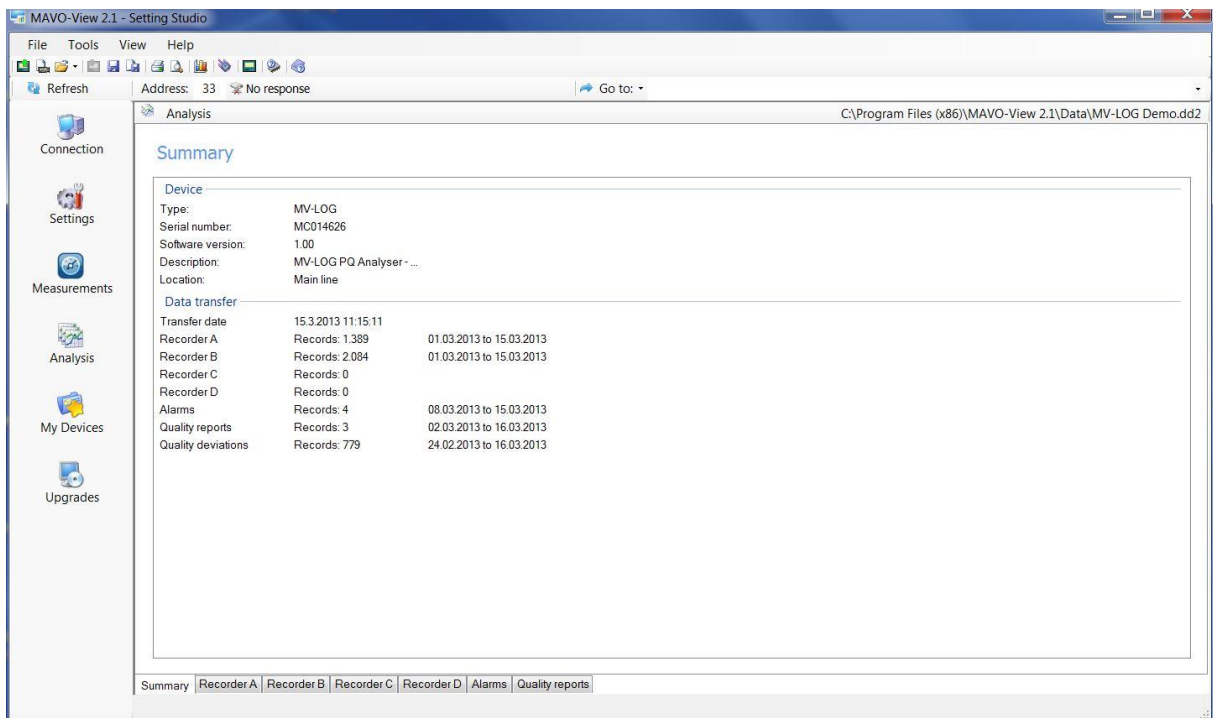 MAVO-View 2.1 - Setting Studio
File Tools View Help
Refresh Address: 33 No response Go to:
Analysis C:\Program Files (x86)\MAVO-View 2.1\Data\MV-LOG Demo.dd2
Connection
Settings
Measurements
Analysis
My Devices
Upgrades
Summary
Device
Type: MV-LOG
Serial number: MC014626
Software version: 1.00
Description: MV-LOG PQ Analyser - ...
Location: Main line
Data transfer
Transfer date 15.3.2013 11:15:11
Recorder A Records: 1.389 01.03.2013 to 15.03.2013
Recorder B Records: 2.084 01.03.2013 to 15.03.2013
Recorder C Records: 0
Recorder D Records: 0
Alarms Records: 4 08.03.2013 to 15.03.2013
Quality reports Records: 3 02.03.2013 to 16.03.2013
Quality deviations Records: 779 24.02.2013 to 16.03.2013
Summary Recorder A Recorder B Recorder C Recorder D Alarms Quality reports